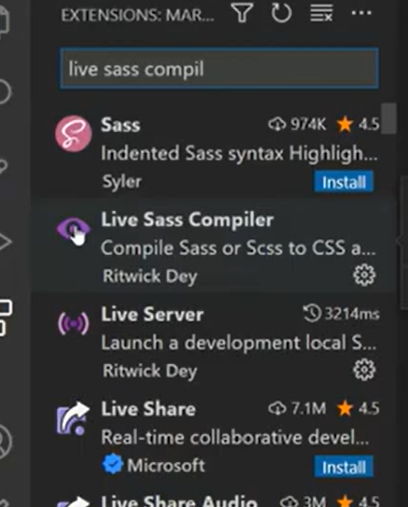 EXTENSIONS: MAR...
live sass compil
Sass 974K 4.5
Indented Sass syntax Highligh...
Syler Install
Live Sass Compiler
Compile Sass or Scss to CSS a...
Ritwick Dey
Live Server 3214ms
Launch a development local S...
Ritwick Dey
Live Share 7.1M 4.5
Real-time collaborative devel...
Microsoft Install
Live Share Audio 3M 4.5